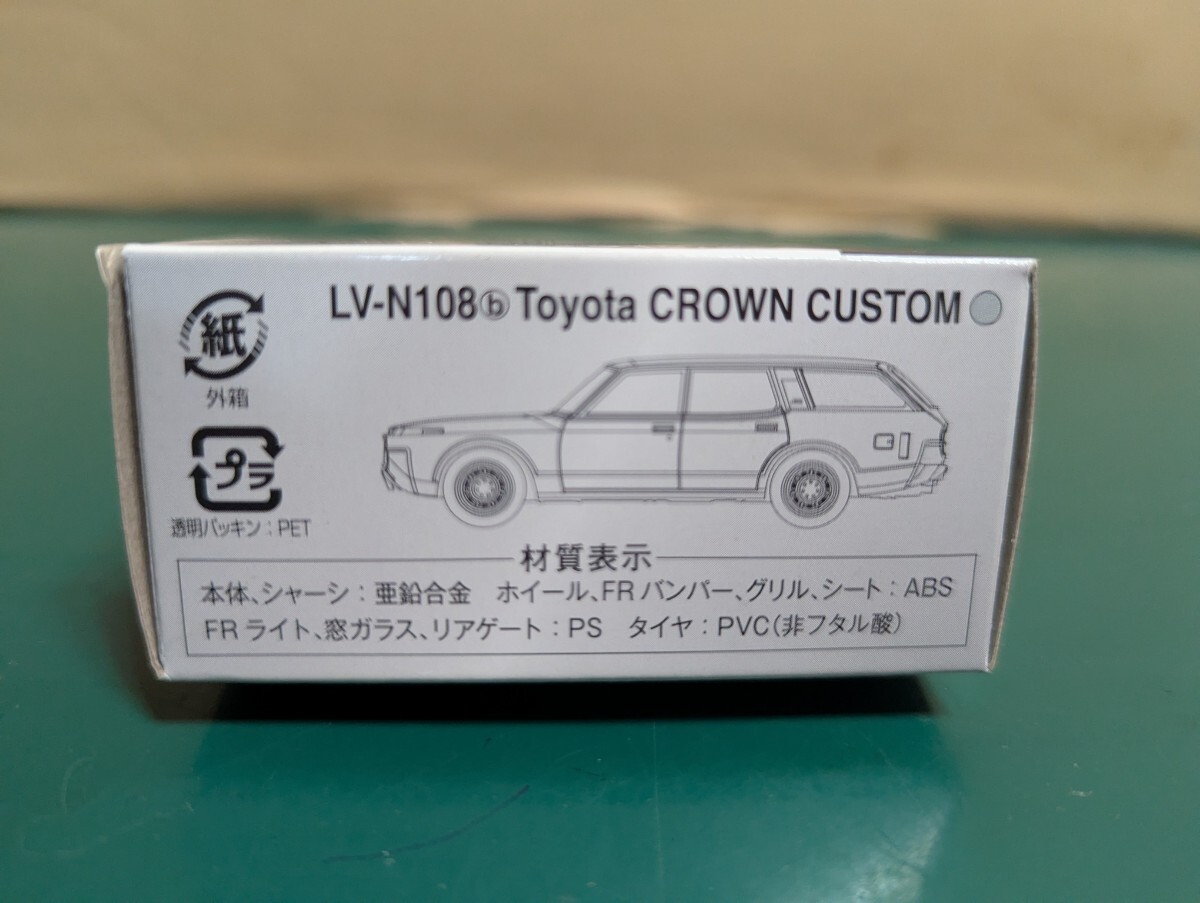 LV-N108ⓑ Toyota CROWN CUSTOM
紙
外箱
プラ
透明パッキン：PET
材質表示
本体、シャーシ：亜鉛合金　ホイール、FRバンパー、グリル、シート：ABS
FRライト、窓ガラス、リアゲート：PS　タイヤ：PVC（非フタル酸）